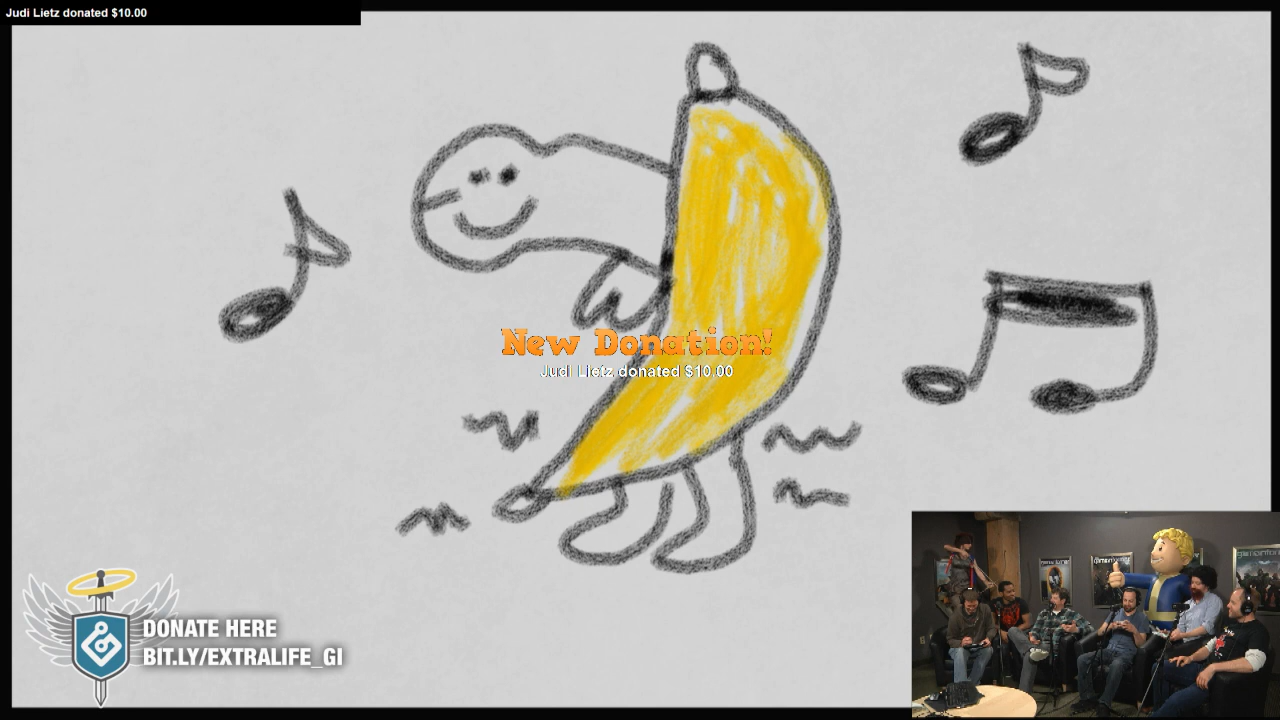 Judi Lietz donated $10.00
New Donation!
Judi Lietz donated $10.00
DONATE HERE
BIT.LY/EXTRALIFE_GI